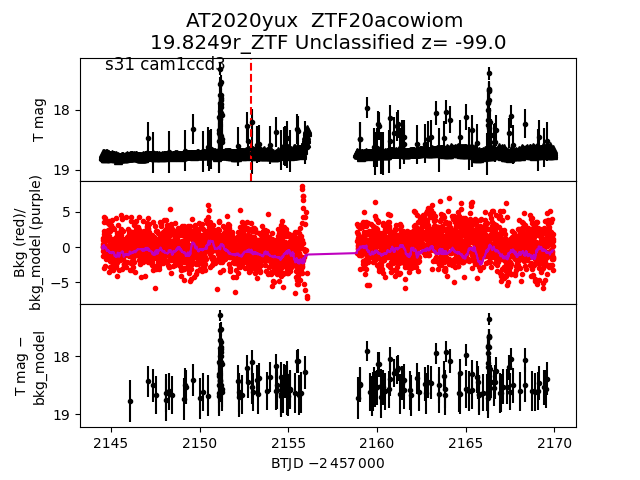 AT2020yux  ZTF20acowiom
19.8249r_ZTF Unclassified z= -99.0
s31 cam1ccd3
T mag
18
19
Bkg (red)/
bkg_model (purple)
5
0
−5
T mag −
bkg_model
18
19
2145
2150
2155
2160
2165
2170
BTJD −2 457 000